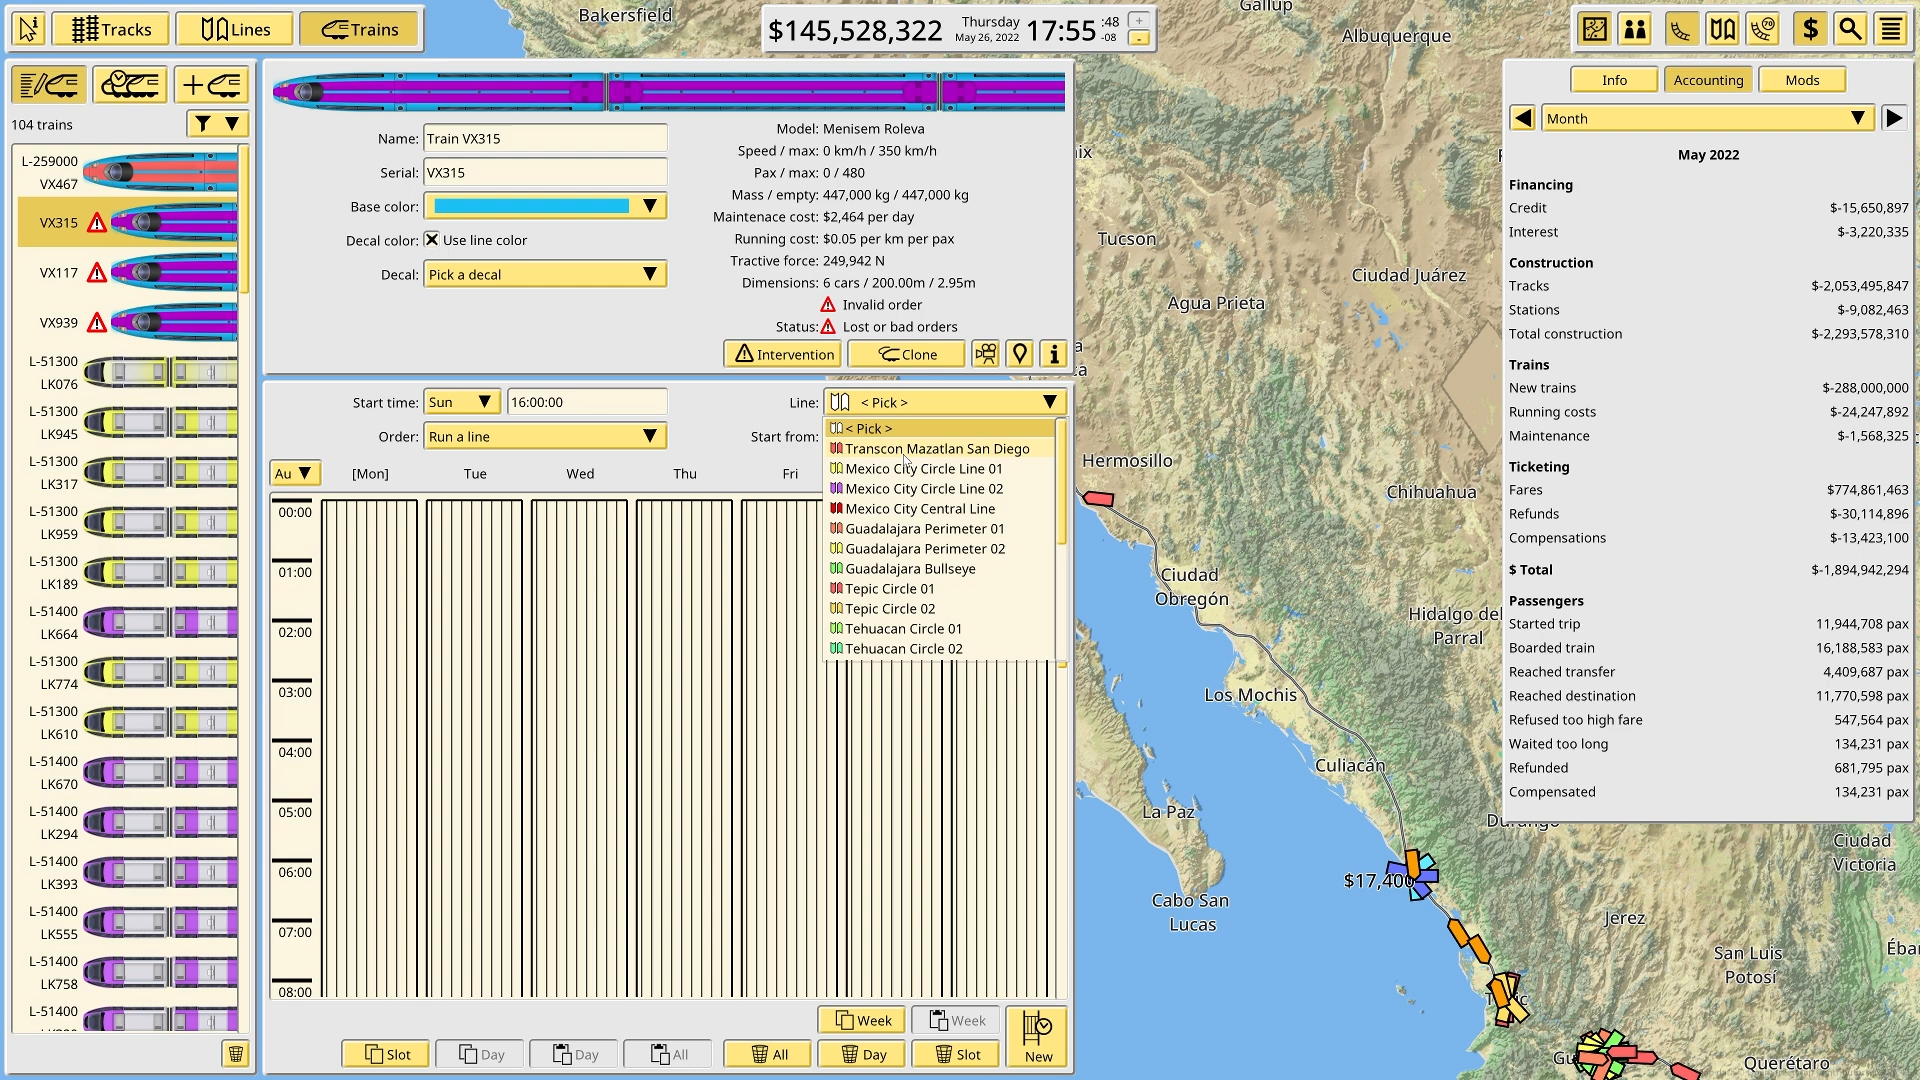 Tracks
Lines
Trains
$145,528,322
Thursday
May 26, 2022
17:55
:48
-08
+
-
70
$
104 trains
L-259000
VX467
VX315
VX117
VX939
L-51300
LK076
L-51300
LK945
L-51300
LK317
L-51300
LK959
L-51300
LK189
L-51400
LK664
L-51300
LK774
L-51300
LK610
L-51400
LK670
L-51400
LK294
L-51400
LK393
L-51400
LK555
L-51400
LK758
L-51400
Name: Train VX315
Serial: VX315
Base color:
Decal color: Use line color
Decal: Pick a decal
Model: Menisem Roleva
Speed / max: 0 km/h / 350 km/h
Pax / max: 0 / 480
Mass / empty: 447,000 kg / 447,000 kg
Maintenace cost: $2,464 per day
Running cost: $0.05 per km per pax
Tractive force: 249,942 N
Dimensions: 6 cars / 200.00m / 2.95m
Invalid order
Status: Lost or bad orders
Intervention
Clone
Start time: Sun 16:00:00
Order: Run a line
Line: < Pick >
Start from:
< Pick >
Transcon Mazatlan San Diego
Mexico City Circle Line 01
Mexico City Circle Line 02
Mexico City Central Line
Guadalajara Perimeter 01
Guadalajara Perimeter 02
Guadalajara Bullseye
Tepic Circle 01
Tepic Circle 02
Tehuacan Circle 01
Tehuacan Circle 02
Au [Mon] Tue Wed Thu Fri
00:00
01:00
02:00
03:00
04:00
05:00
06:00
07:00
08:00
Week
Week
Slot
Day
Day
All
All
Day
Slot
New
Info
Accounting
Mods
Month
May 2022
Financing
Credit $-15,650,897
Interest $-3,220,335
Construction
Tracks $-2,053,495,847
Stations $-9,082,463
Total construction $-2,293,578,310
Trains
New trains $-288,000,000
Running costs $-24,247,892
Maintenance $-1,568,325
Ticketing
Fares $774,861,463
Refunds $-30,114,896
Compensations $-13,423,100
$ Total $-1,894,942,294
Passengers
Started trip 11,944,708 pax
Boarded train 16,188,583 pax
Reached transfer 4,409,687 pax
Reached destination 11,770,598 pax
Refused too high fare 547,564 pax
Waited too long 134,231 pax
Refunded 681,795 pax
Compensated 134,231 pax
Bakersfield
Gallup
Albuquerque
Tucson
Ciudad Juárez
Agua Prieta
Hermosillo
Chihuahua
Ciudad
Obregón
Hidalgo del
Parral
Los Mochis
Culiacán
La Paz
Durango
Ciudad
Victoria
$17,400
Cabo San
Lucas
Jerez
San Luis
Potosí
Querétaro